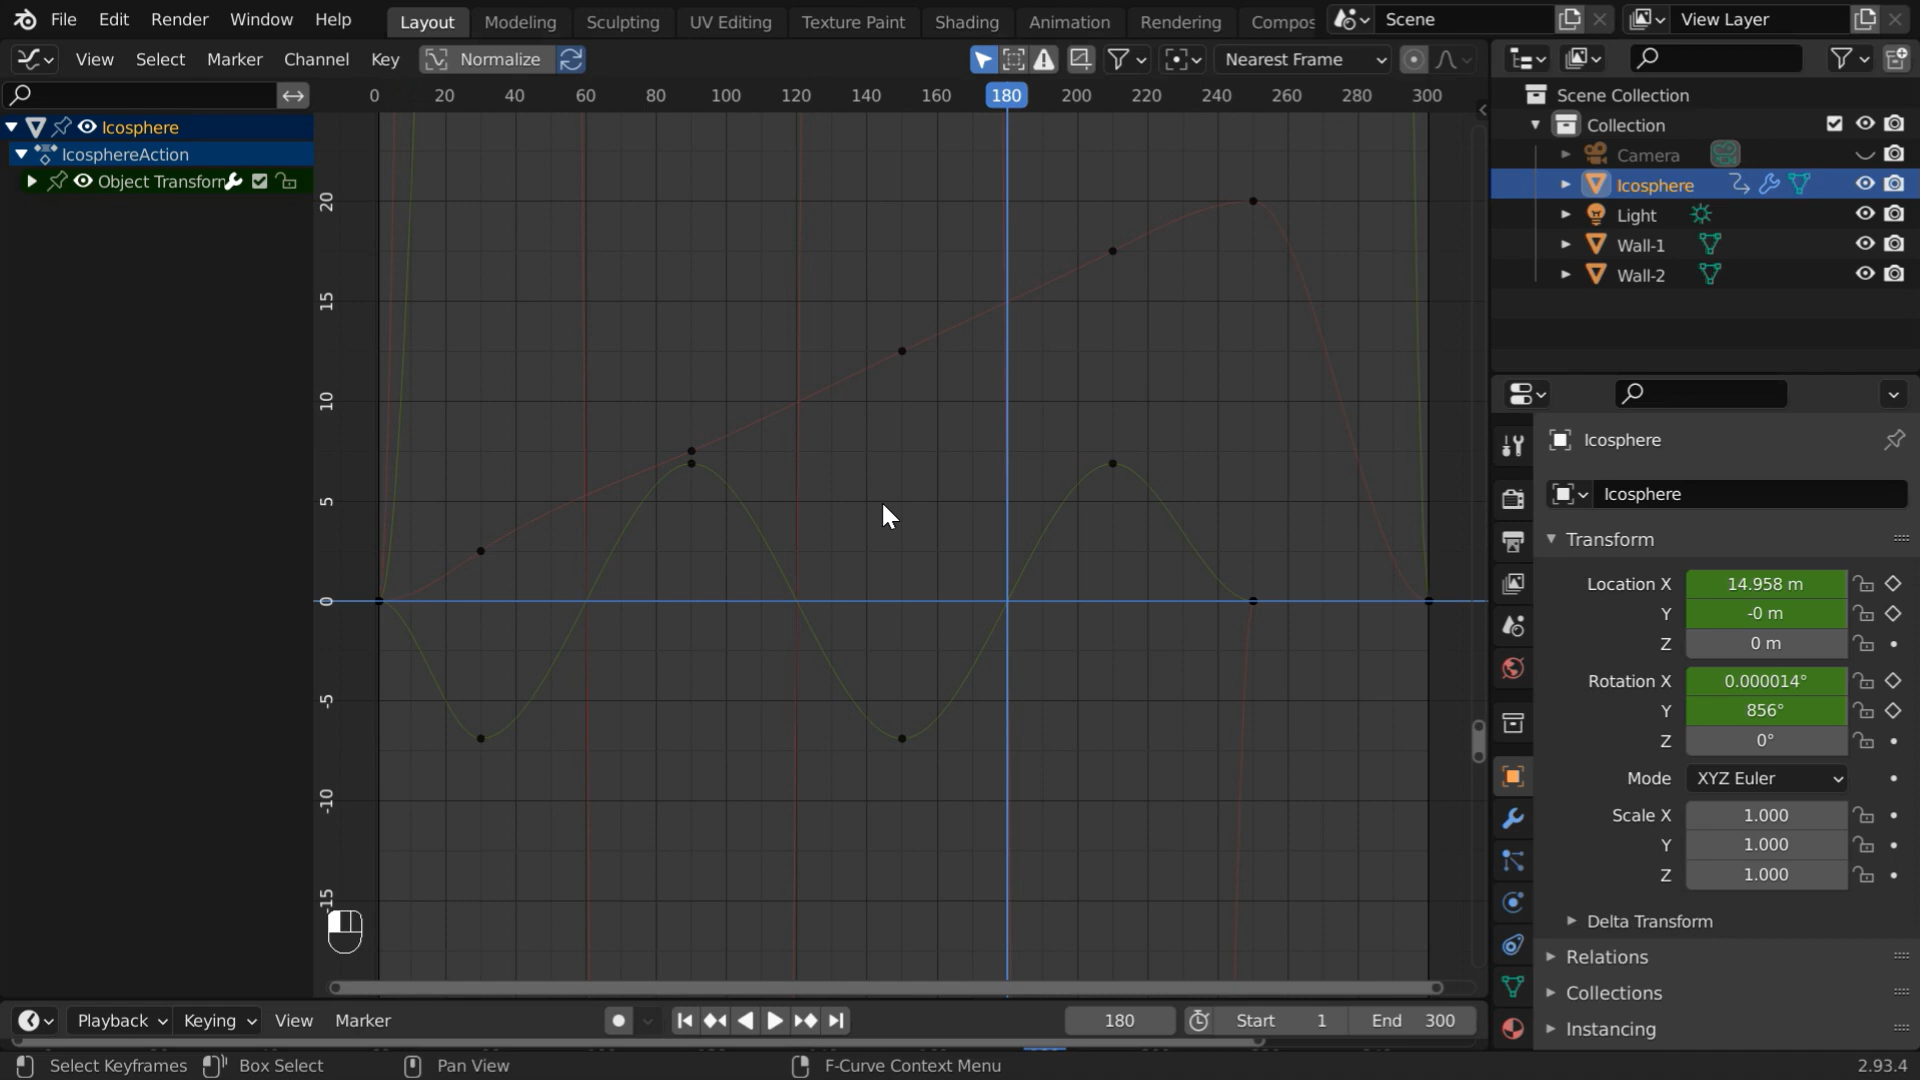 File Edit Render Window Help Layout Modeling Sculpting UV Editing Texture Paint Shading Animation Rendering Compos Scene View Layer
View Select Marker Channel Key Normalize Nearest Frame
0 20 40 60 80 100 120 140 160 180 200 220 240 260 280 300
Icosphere
IcosphereAction
Object Transform
20
15
10
5
0
-5
-10
-15
Scene Collection
Collection
Camera
Icosphere
Light
Wall-1
Wall-2
Icosphere
Icosphere
Transform
Location X 14.958 m
Y -0 m
Z 0 m
Rotation X 0.000014°
Y 856°
Z 0°
Mode XYZ Euler
Scale X 1.000
Y 1.000
Z 1.000
Delta Transform
Relations
Collections
Instancing
Playback Keying View Marker 180 Start 1 End 300
Select Keyframes Box Select Pan View F-Curve Context Menu 2.93.4